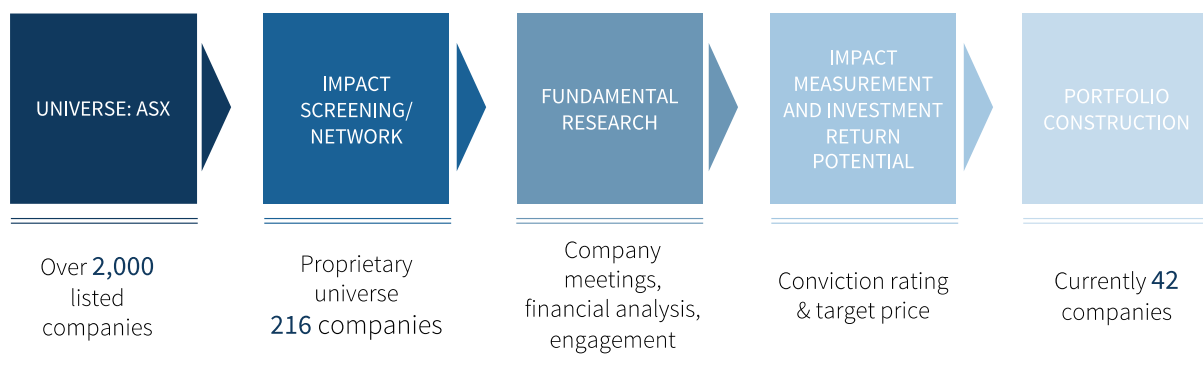 UNIVERSE: ASX
IMPACT
SCREENING/
NETWORK
FUNDAMENTAL
RESEARCH
IMPACT
MEASUREMENT
AND INVESTMENT
RETURN
POTENTIAL
PORTFOLIO
CONSTRUCTION
Over 2,000
listed
companies
Proprietary
universe
216 companies
Company
meetings,
financial analysis,
engagement
Conviction rating
& target price
Currently 42
companies